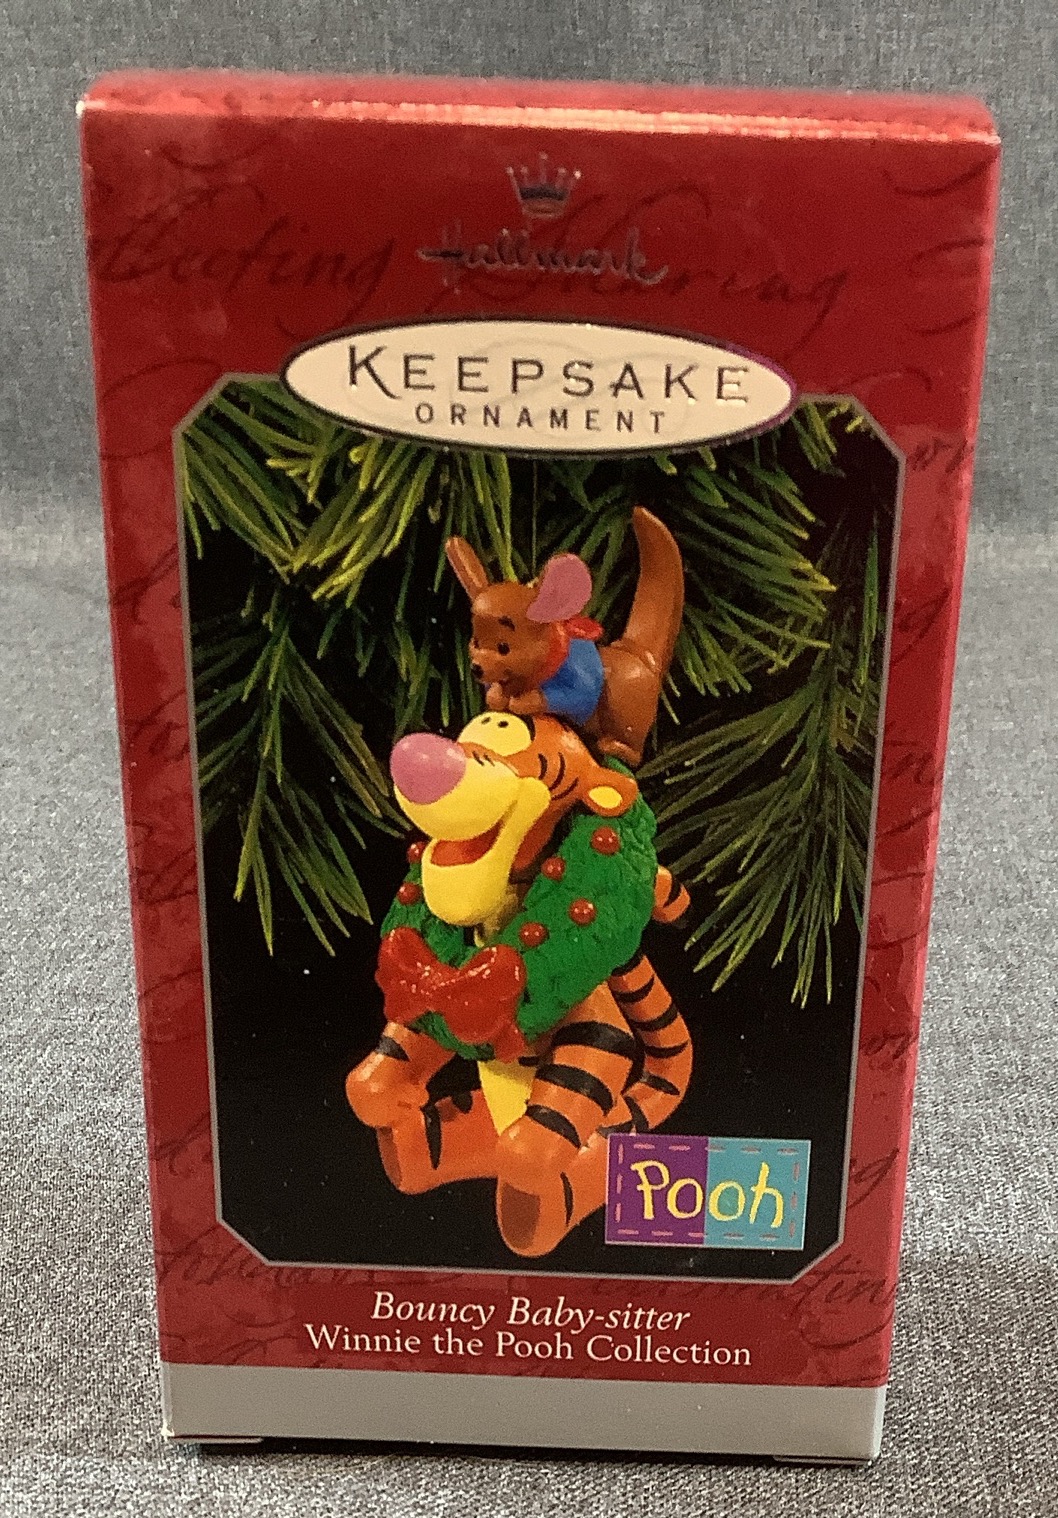 Hallmark
KEEPSAKE
ORNAMENT
Pooh
Bouncy Baby-sitter
Winnie the Pooh Collection